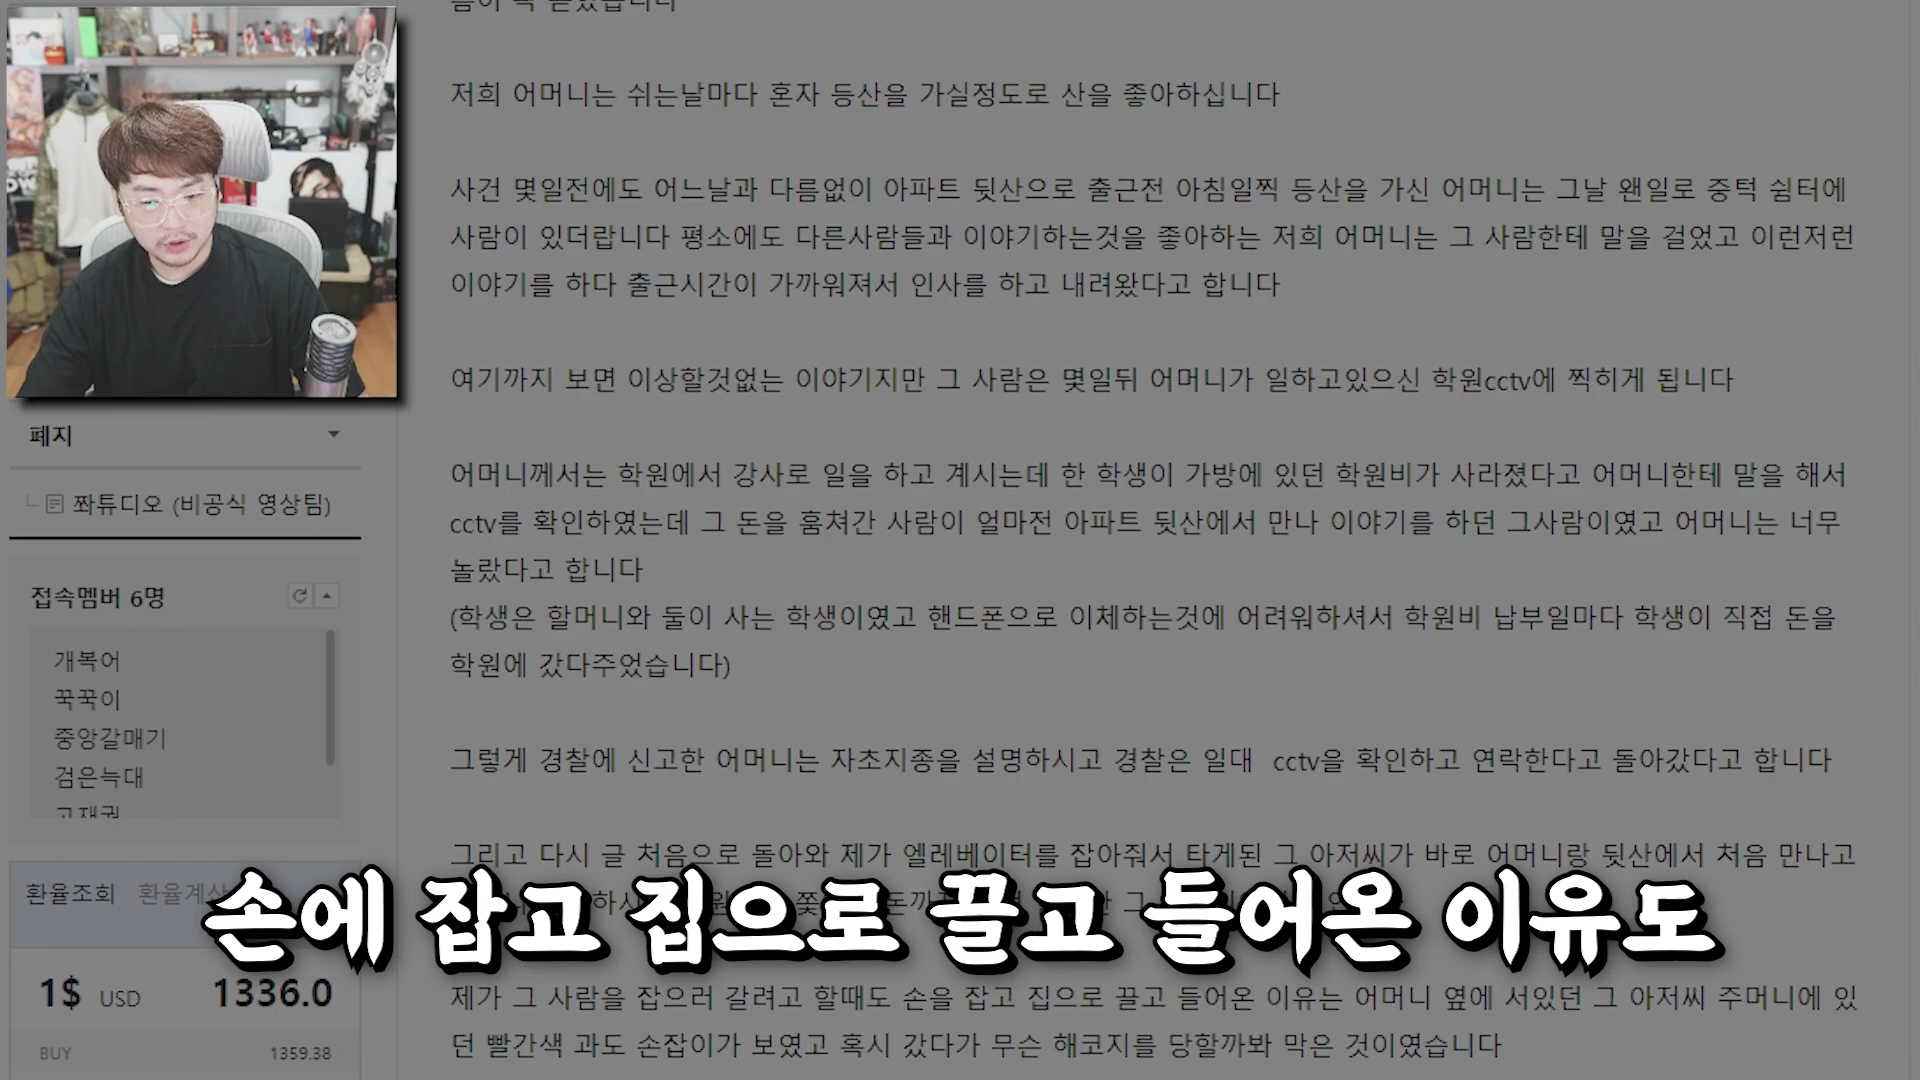 저희 어머니는 쉬는날마다 혼자 등산을 가실정도로 산을 좋아하십니다
사건 몇일전에도 어느날과 다름없이 아파트 뒷산으로 출근전 아침일찍 등산을 가신 어머니는 그날 왠일로 중턱 쉼터에
사람이 있더랍니다 평소에도 다른사람들과 이야기하는것을 좋아하는 저희 어머니는 그 사람한테 말을 걸었고 이런저런
이야기를 하다 출근시간이 가까워져서 인사를 하고 내려왔다고 합니다
여기까지 보면 이상할것없는 이야기지만 그 사람은 몇일뒤 어머니가 일하고있으신 학원cctv에 찍히게 됩니다
어머니께서는 학원에서 강사로 일을 하고 계시는데 한 학생이 가방에 있던 학원비가 사라졌다고 어머니한테 말을 해서
cctv를 확인하였는데 그 돈을 훔쳐간 사람이 얼마전 아파트 뒷산에서 만나 이야기를 하던 그사람이였고 어머니는 너무
놀랐다고 합니다
(학생은 할머니와 둘이 사는 학생이였고 핸드폰으로 이체하는것에 어려워하셔서 학원비 납부일마다 학생이 직접 돈을
학원에 갔다주었습니다)
그렇게 경찰에 신고한 어머니는 자초지종을 설명하시고 경찰은 일대 cctv을 확인하고 연락한다고 돌아갔다고 합니다
그리고 다시 글 처음으로 돌아와 제가 엘레베이터를 잡아줘서 타게된 그 아저씨가 바로 어머니랑 뒷산에서 처음 만나고
손에 잡고 집으로 끌고 들어온 이유도
제가 그 사람을 잡으러 갈려고 할때도 손을 잡고 집으로 끌고 들어온 이유는 어머니 옆에 서있던 그 아저씨 주머니에 있
던 빨간색 과도 손잡이가 보였고 혹시 갔다가 무슨 해코지를 당할까봐 막은 것이였습니다
폐지
쫘튜디오 (비공식 영상팀)
접속멤버 6명
개복어
꾹꾹이
중앙갈매기
검은늑대
환율조회 환율계산
1$ USD 1336.0
BUY 1359.38